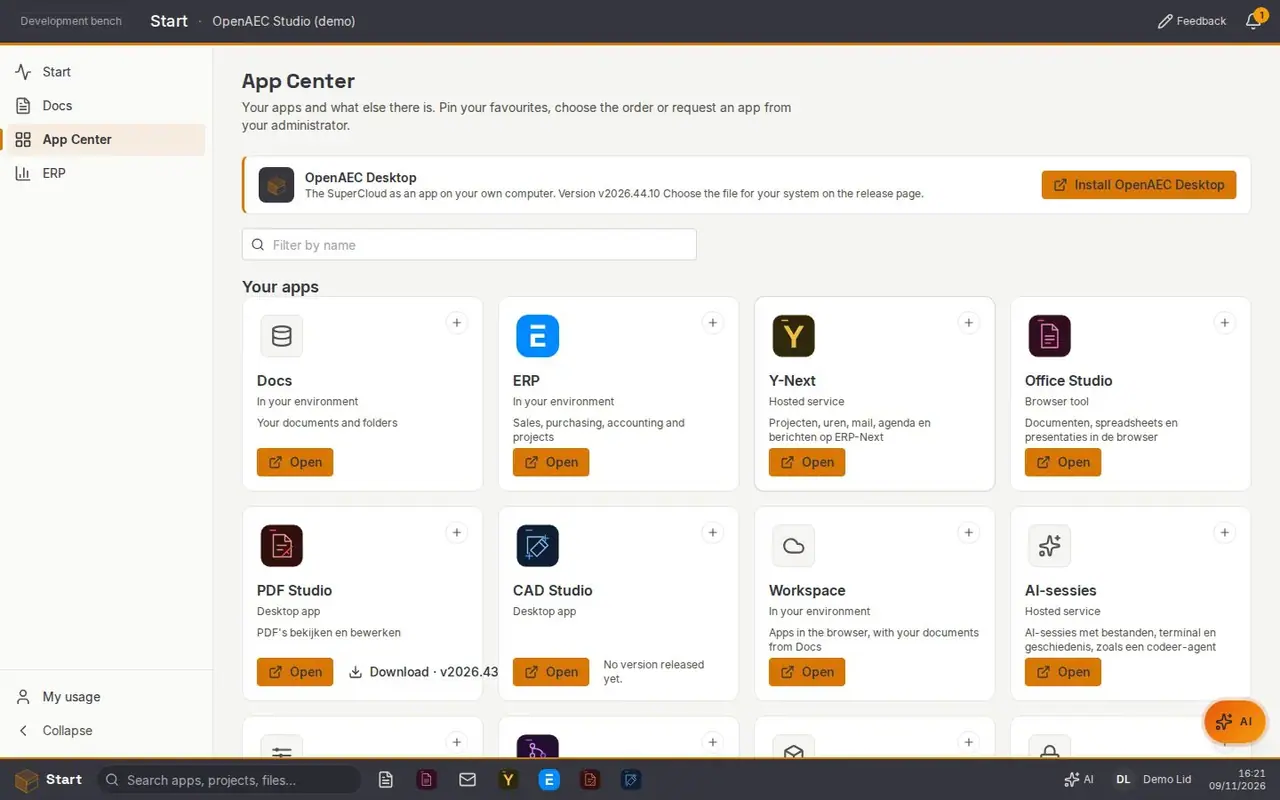 Development bench
Start · OpenAEC Studio (demo)
Feedback
1
Start
Docs
App Center
ERP
My usage
Collapse
App Center
Your apps and what else there is. Pin your favourites, choose the order or request an app from
your administrator.
OpenAEC Desktop
The SuperCloud as an app on your own computer. Version v2026.44.10 Choose the file for your system on the release page.
Install OpenAEC Desktop
Filter by name
Your apps
Docs
In your environment
Your documents and folders
Open
E
ERP
In your environment
Sales, purchasing, accounting and
projects
Open
Y
Y-Next
Hosted service
Projecten, uren, mail, agenda en
berichten op ERP-Next
Open
Office Studio
Browser tool
Documenten, spreadsheets en
presentaties in de browser
Open
PDF Studio
Desktop app
PDF's bekijken en bewerken
Open
Download · v2026.43
CAD Studio
Desktop app
Open
No version released
yet.
Workspace
In your environment
Apps in the browser, with your documents
from Docs
Open
AI-sessies
Hosted service
AI-sessies met bestanden, terminal en
geschiedenis, zoals een codeer-agent
Open
AI
Start
Search apps, projects, files...
Y
E
AI
DL
Demo Lid
16:21
09/11/2026